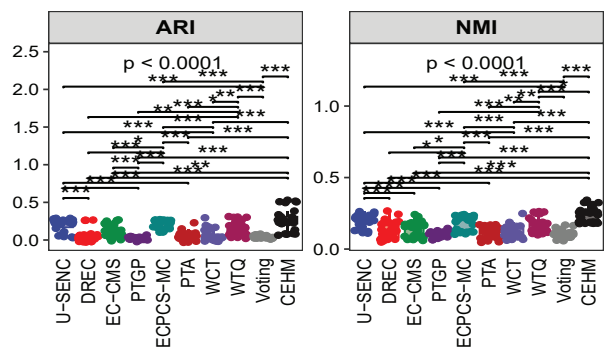 ARI
NMI
p < 0.0001
p < 0.0001
2.5
2.0
1.5
1.0
0.5
0.0
1.0
0.5
0.0
U−SENC
DREC
EC−CMS
PTGP
ECPCS−MC
PTA
WCT
WTQ
Voting
CEHM
U−SENC
DREC
EC−CMS
PTGP
ECPCS−MC
PTA
WCT
WTQ
Voting
CEHM